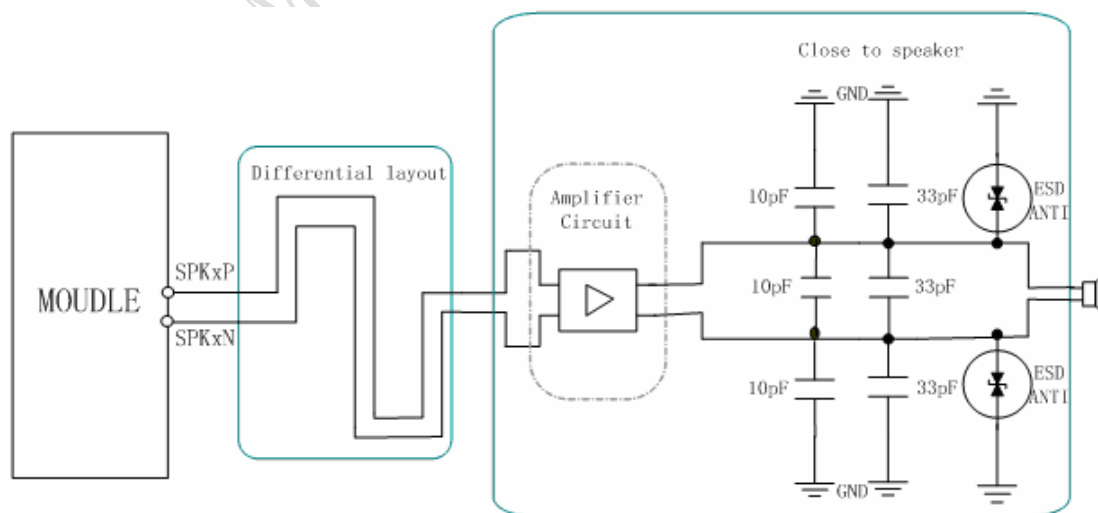 Close to speaker
GND
Differential layout
10pF
33pF
ESD
ANTI
Amplifier
Circuit
SPKxP
MOUDLE
10pF
33pF
SPKxN
10pF
33pF
ESD
ANTI
GND